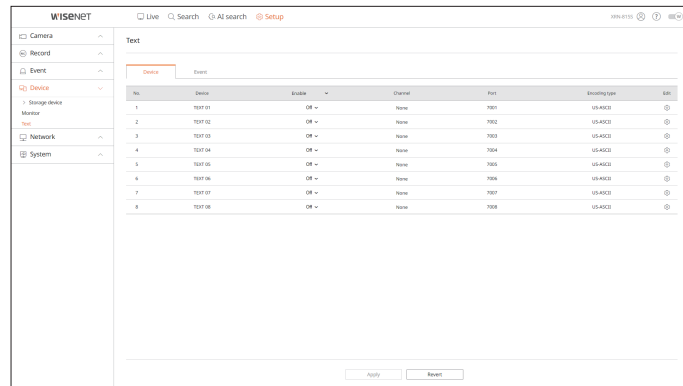 WISENET
Live Search AI search Setup
XRN-815S
Camera
Record
Event
Device
> Storage device
Monitor
Text
Network
System
Text
Device Event
No. Device Enable Channel Port Encoding type Edit
1 TEXT 01 Off None 7001 US-ASCII
2 TEXT 02 Off None 7002 US-ASCII
3 TEXT 03 Off None 7003 US-ASCII
4 TEXT 04 Off None 7004 US-ASCII
5 TEXT 05 Off None 7005 US-ASCII
6 TEXT 06 Off None 7006 US-ASCII
7 TEXT 07 Off None 7007 US-ASCII
8 TEXT 08 Off None 7008 US-ASCII
Apply Revert